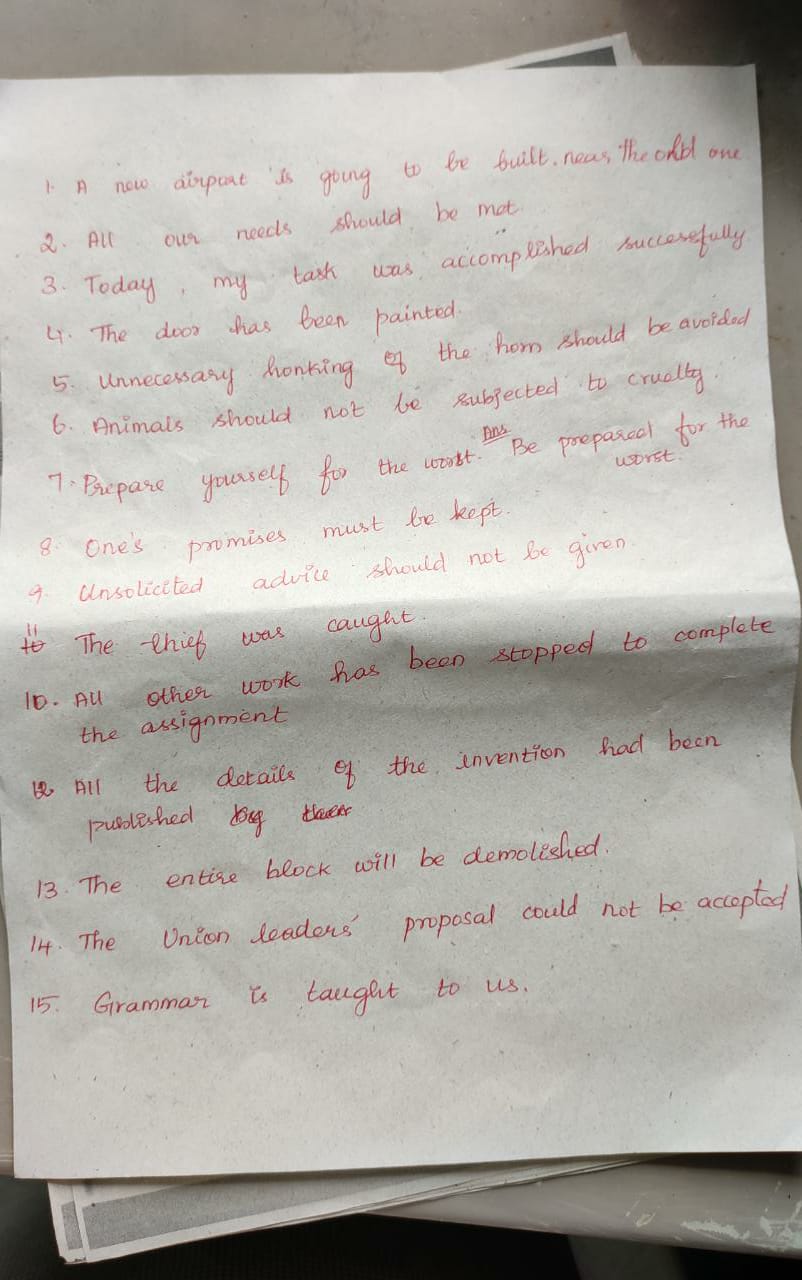 1. A new airport is going to be built. near, the old one
2. All our needs should be met
3. Today, my task was accomplished successfully
4. The door has been painted.
5. Unnecessary honking of the horn should be avoided
6. Animals should not be subjected to cruelty.
7. Prepare yourself for the worst. Ans Be prepared for the
worst.
8. One's promises must be kept.
9. Unsolicited advice should not be given
11 The thief was caught.
10. All other work has been stopped to complete
the assignment
12 All the details of the invention had been
published by
13. The entire block will be demolished.
14. The Union leaders' proposal could not be accepted
15. Grammar is taught to us.